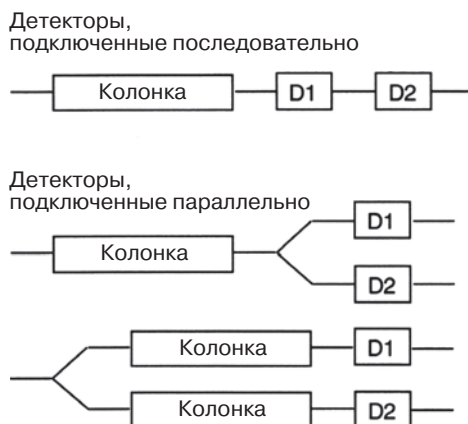 Детекторы,
подключенные последовательно
Колонка D1 D2
Детекторы,
подключенные параллельно
D1
Колонка
D2
Колонка D1
Колонка D2